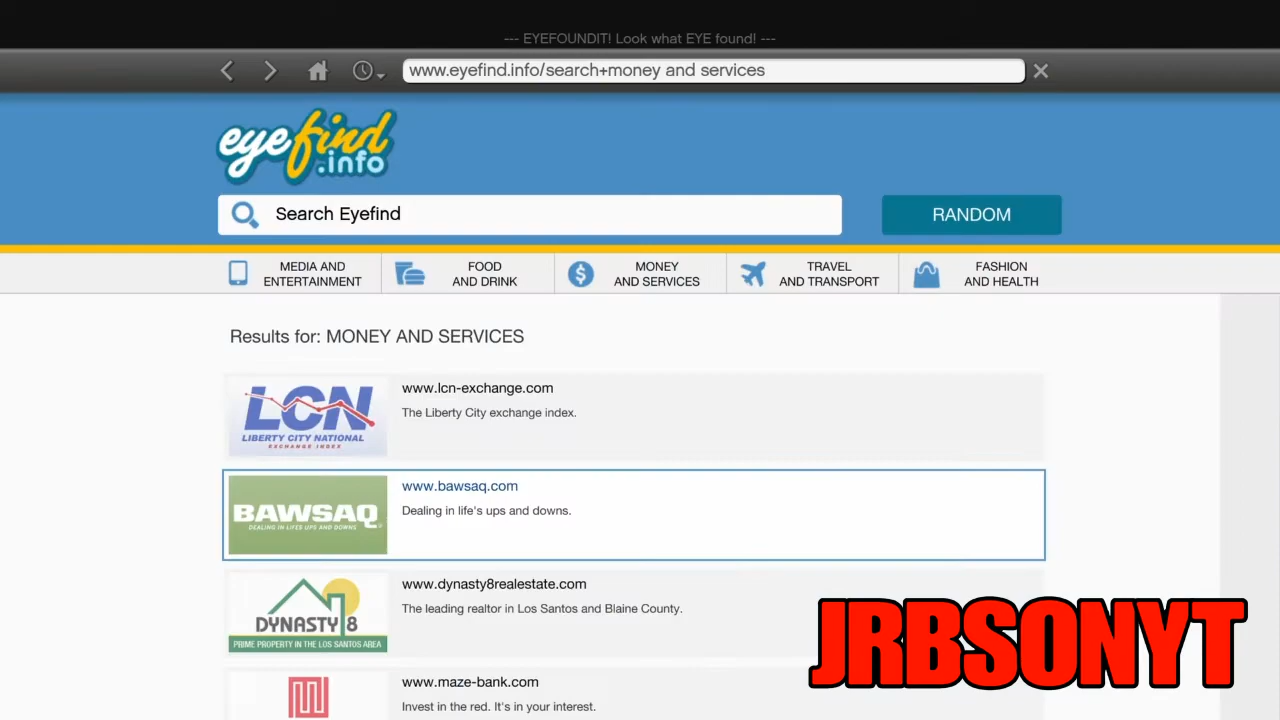 --- EYEFOUNDIT! Look what EYE found! ---
www.eyefind.info/search+money and services
eyefind
.info
Search Eyefind
RANDOM
MEDIA AND
ENTERTAINMENT
FOOD
AND DRINK
MONEY
AND SERVICES
TRAVEL
AND TRANSPORT
FASHION
AND HEALTH
Results for: MONEY AND SERVICES
LCN
LIBERTY CITY NATIONAL
EXCHANGE INDEX
www.lcn-exchange.com
The Liberty City exchange index.
BAWSAQ
DEALING IN LIFE'S UPS AND DOWNS
www.bawsaq.com
Dealing in life's ups and downs.
DYNASTY 8
PRIME PROPERTY IN THE LOS SANTOS AREA
www.dynasty8realestate.com
The leading realtor in Los Santos and Blaine County.
www.maze-bank.com
Invest in the red. It's in your interest.
JRBSONYT